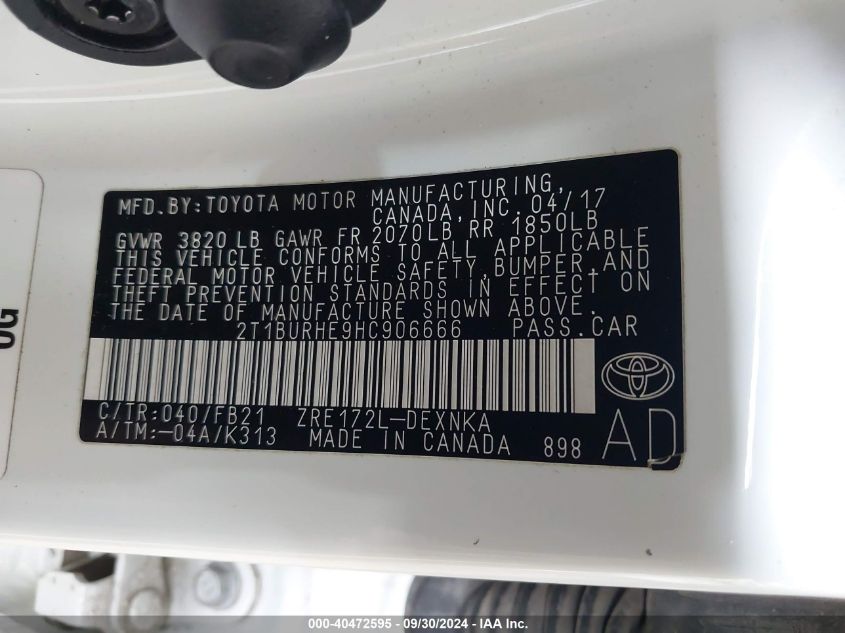 MFD.BY:TOYOTA MOTOR MANUFACTURING,
CANADA, INC. 04/17
GVWR 3820 LB GAWR FR 2070LB RR 1850LB
THIS VEHICLE CONFORMS TO ALL APPLICABLE
FEDERAL MOTOR VEHICLE SAFETY, BUMPER, AND
THEFT PREVENTION STANDARDS IN EFFECT ON
THE DATE OF MANUFACTURE SHOWN ABOVE.
2T1BURHE9HC906666 PASS.CAR
C/TR:040/FB21 ZRE172L-DEXNKA
A/TM:-04A/K313 MADE IN CANADA 898
AD
000-40472595 - 09/30/2024 - IAA Inc.